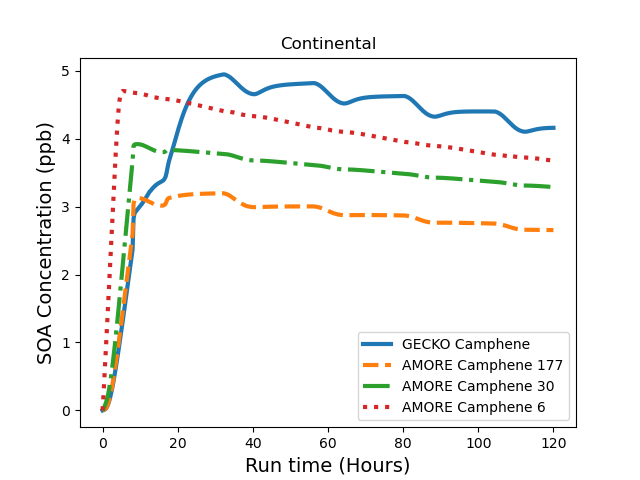 Continental
SOA Concentration (ppb)
5
4
3
2
1
0
0 20 40 60 80 100 120
Run time (Hours)
GECKO Camphene
AMORE Camphene 177
AMORE Camphene 30
AMORE Camphene 6